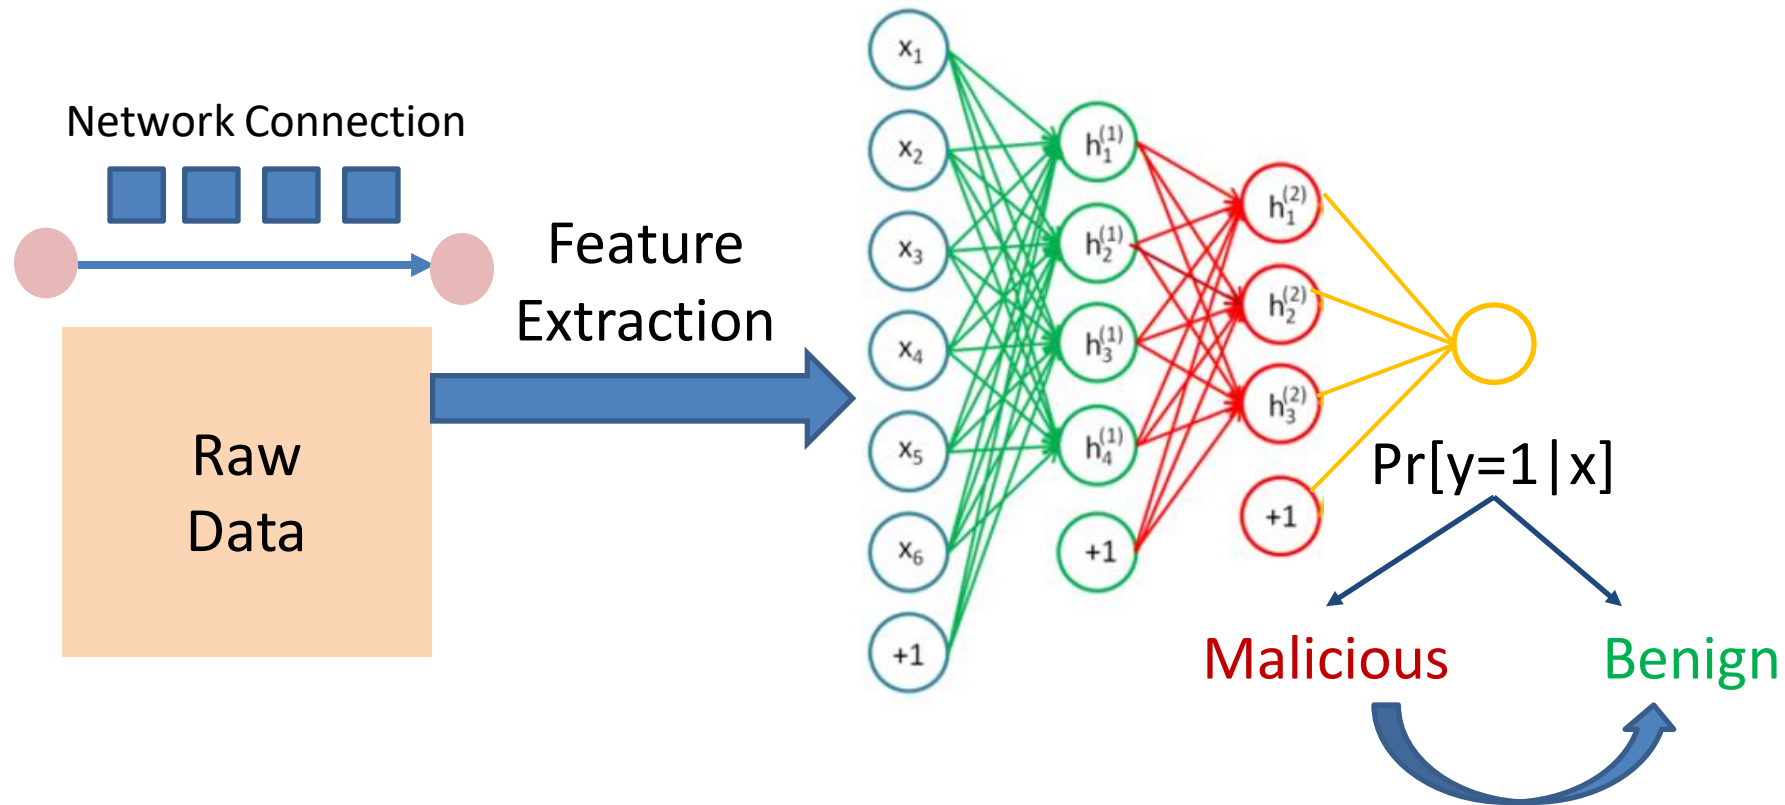 Network Connection
Feature
Extraction
Raw
Data
x₁
x₂
x₃
x₄
x₅
x₆
+1
h₁⁽¹⁾
h₂⁽¹⁾
h₃⁽¹⁾
h₄⁽¹⁾
+1
h₁⁽²⁾
h₂⁽²⁾
h₃⁽²⁾
+1
Pr[y=1|x]
Malicious
Benign